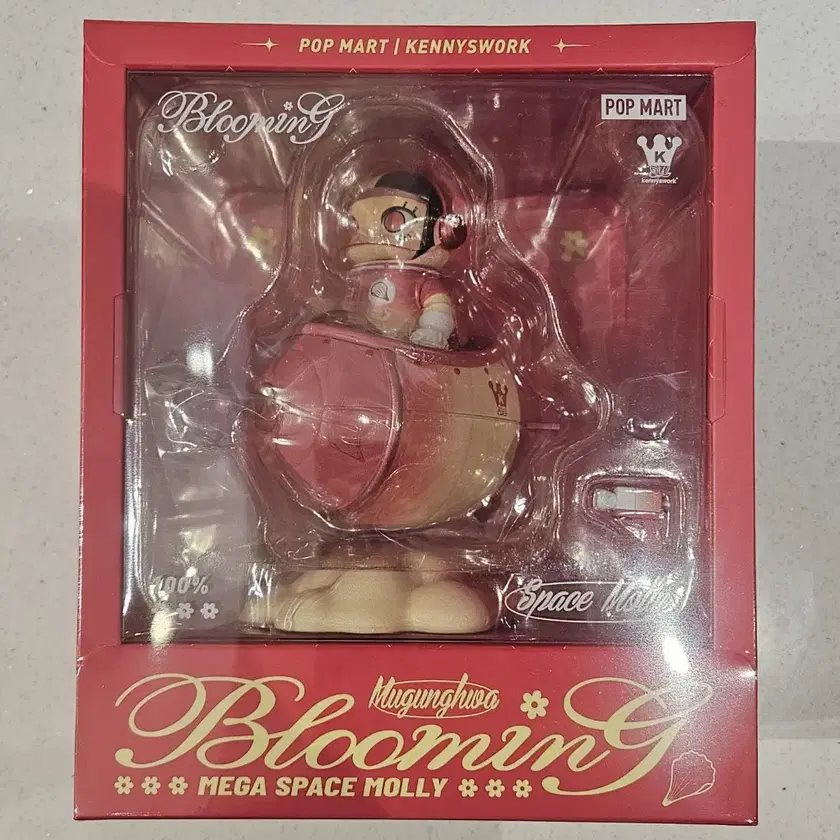 POP MART | KENNYSWORK
BloominG
POP MART
K
kennyswork
K
100%
Space Molly
Mugunghwa
BloominG
MEGA SPACE MOLLY